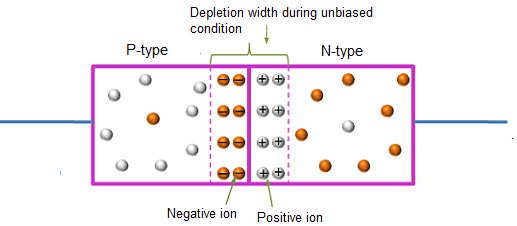 Depletion width during unbiased
condition
P-type
N-type
Negative ion
Positive ion